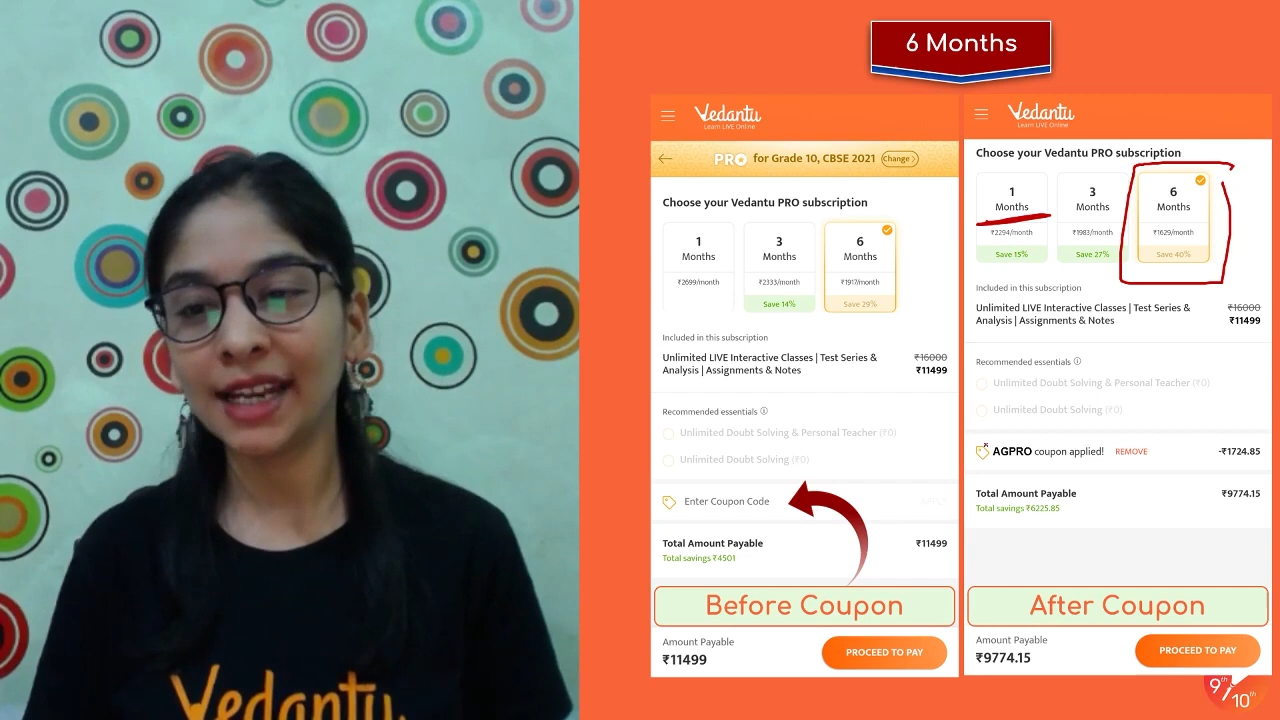 6 Months
Vedantu
Learn LIVE Online
PRO for Grade 10, CBSE 2021 Change >
Choose your Vedantu PRO subscription
1 3 6
Months Months Months
₹2699/month ₹2333/month ₹1917/month
Save 14% Save 29%
Included in this subscription
Unlimited LIVE Interactive Classes | Test Series & ₹16000
Analysis | Assignments & Notes ₹11499
Recommended essentials
Unlimited Doubt Solving & Personal Teacher (₹0)
Unlimited Doubt Solving (₹0)
Enter Coupon Code APPLY
Total Amount Payable ₹11499
Total savings ₹4501
Before Coupon
Amount Payable
₹11499 PROCEED TO PAY
Vedantu
Learn LIVE Online
Choose your Vedantu PRO subscription
1 3 6
Months Months Months
₹2294/month ₹1983/month ₹1629/month
Save 15% Save 27% Save 40%
Included in this subscription
Unlimited LIVE Interactive Classes | Test Series & ₹16000
Analysis | Assignments & Notes ₹11499
Recommended essentials
Unlimited Doubt Solving & Personal Teacher (₹0)
Unlimited Doubt Solving (₹0)
AGPRO coupon applied! REMOVE -₹1724.85
Total Amount Payable ₹9774.15
Total savings ₹6225.85
After Coupon
Amount Payable
₹9774.15 PROCEED TO PAY
9th/10th
Vedantu